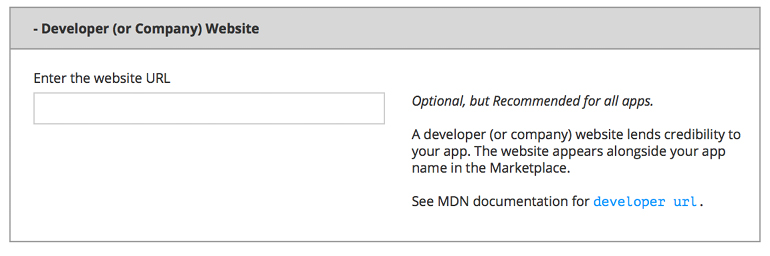 - Developer (or Company) Website
Enter the website URL
Optional, but Recommended for all apps.
A developer (or company) website lends credibility to
your app. The website appears alongside your app
name in the Marketplace.
See MDN documentation for developer url.